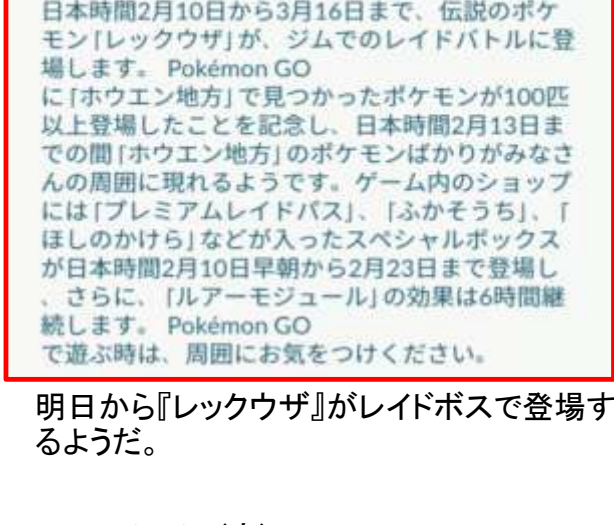 日本時間2月10日から3月16日まで、伝説のポケ
モン「レックウザ」が、ジムでのレイドバトルに登
場します。 Pokémon GO
に「ホウエン地方」で見つかったポケモンが100匹
以上登場したことを記念し、日本時間2月13日ま
での間「ホウエン地方」のポケモンばかりがみなさ
んの周囲に現れるようです。ゲーム内のショップ
には「プレミアムレイドパス」、「ふかそうち」、「
ほしのかけら」などが入ったスペシャルボックス
が日本時間2月10日早朝から2月23日まで登場し
、さらに、「ルアーモジュール」の効果は6時間継
続します。 Pokémon GO
で遊ぶ時は、周囲にお気をつけください。
明日から『レックウザ』がレイドボスで登場す
るようだ。